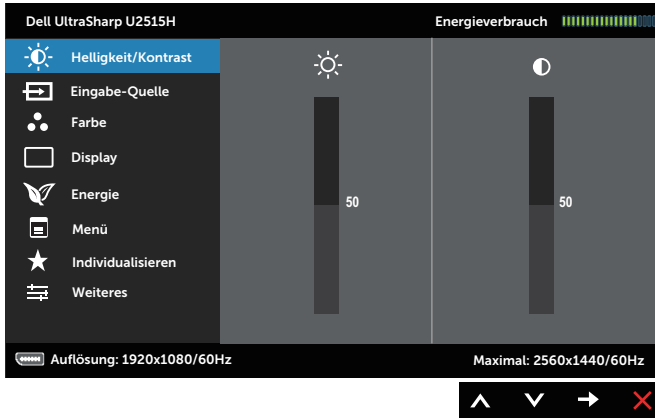 Dell UltraSharp U2515H
Energieverbrauch
Helligkeit/Kontrast
Eingabe-Quelle
Farbe
Display
Energie
Menü
Individualisieren
Weiteres
50
50
Auflösung: 1920x1080/60Hz
Maximal: 2560x1440/60Hz